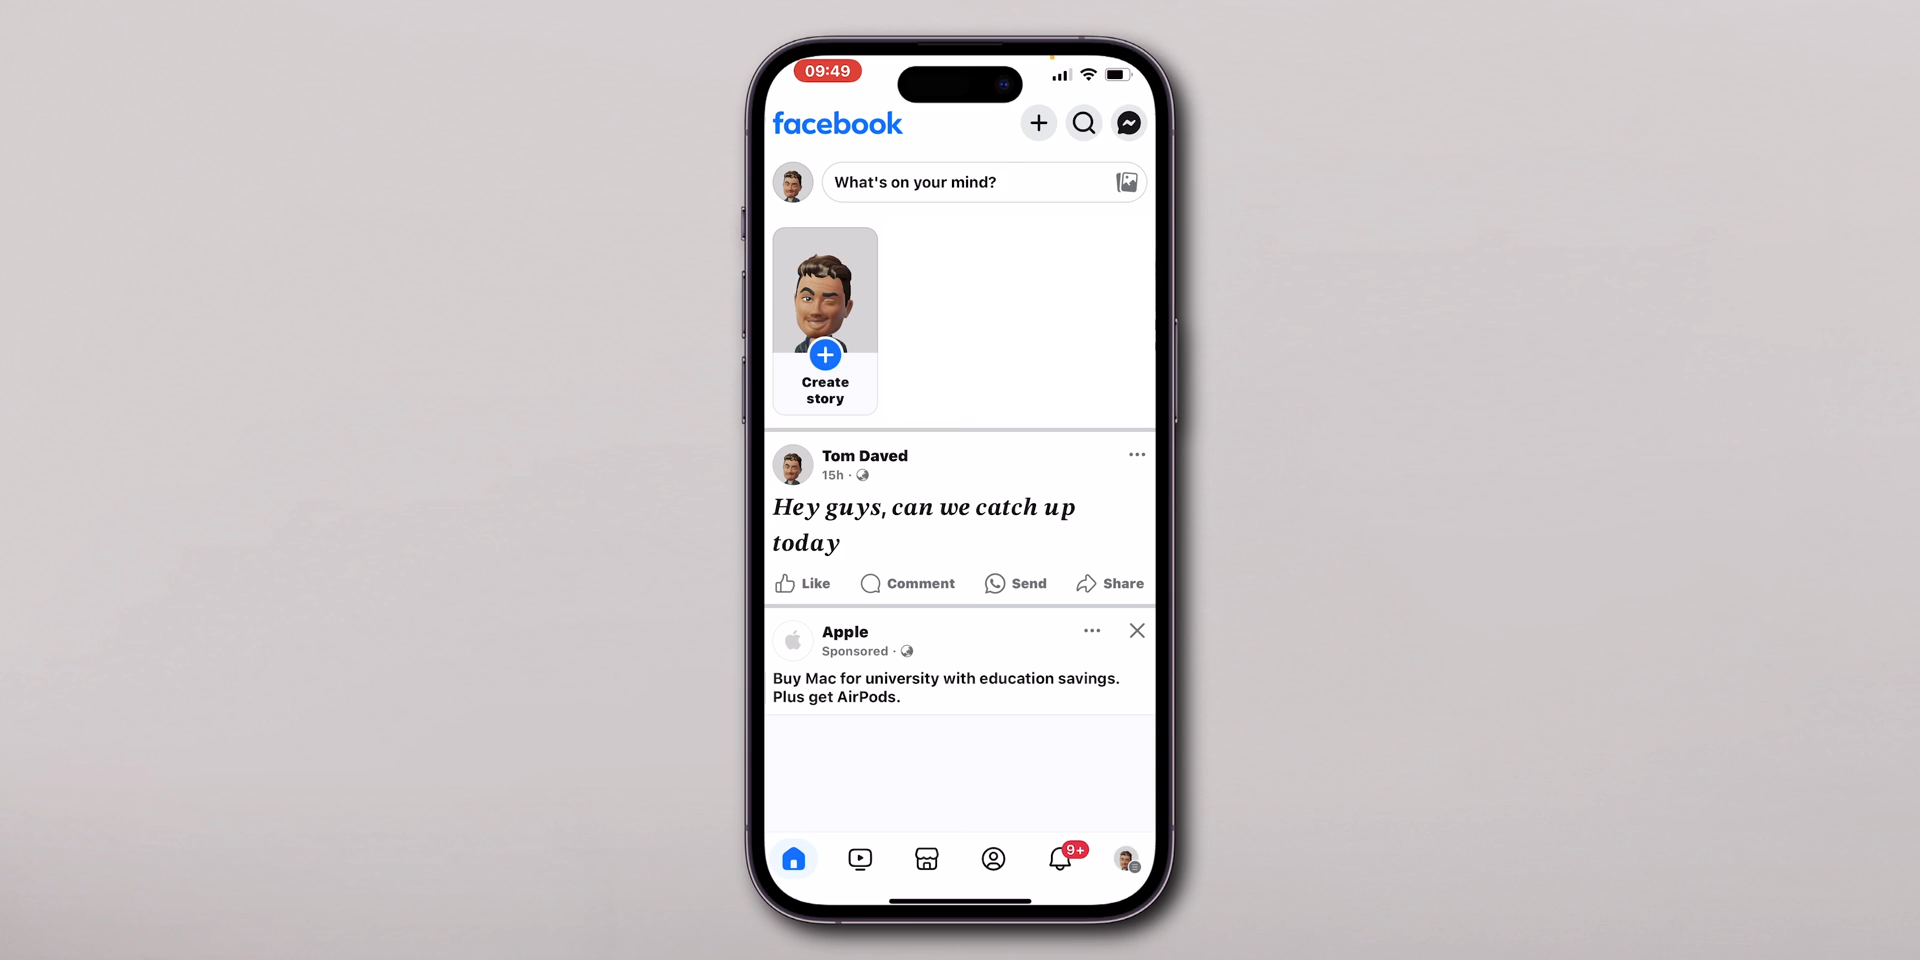 09:49
facebook
What's on your mind?
Create
story
Tom Daved
15h ·
Hey guys, can we catch up
today
Like Comment Send Share
Apple
Sponsored ·
Buy Mac for university with education savings.
Plus get AirPods.
9+